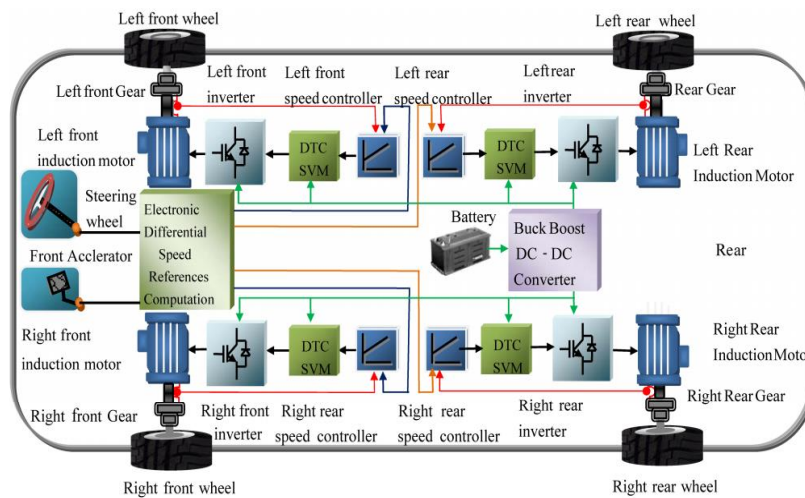 Left front wheel
Left rear wheel
Left front Gear
Left front
inverter
Left front
speed controller
Left rear
speed controller
Left rear
inverter
Rear Gear
Left front
induction motor
DTC
SVM
DTC
SVM
Left Rear
Induction Motor
Steering
wheel
Electronic
Differential
Speed
References
Computation
Battery
Buck Boost
DC - DC
Converter
Rear
Front Acclerator
Right front
induction motor
DTC
SVM
DTC
SVM
Right Rear
Induction Moto
Right front Gear
Right front
inverter
Right rear
speed controller
Right rear
speed controller
Right rear
inverter
Right Rear Gear
Right front wheel
Right rear wheel